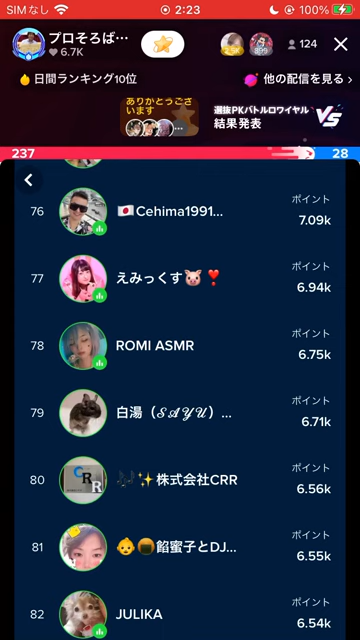 SIMなし 2:23 100%
プロそろば… 6.7K 2.5K 899 124
日間ランキング10位 他の配信を見る
ありがとうござ
います
選抜PKバトルロワイヤル
結果発表
VS
237 28
76 🇯🇵Cehima1991... ポイント 7.09k
77 えみっくす🐷❣️ ポイント 6.94k
78 ROMI ASMR ポイント 6.75k
79 白湯（𝓢𝓐𝓨𝓤）... ポイント 6.71k
80 🎣✨株式会社CRR ポイント 6.56k
CRR
81 👶🍘餡蜜子とDJ... ポイント 6.55k
82 JULIKA ポイント 6.54k